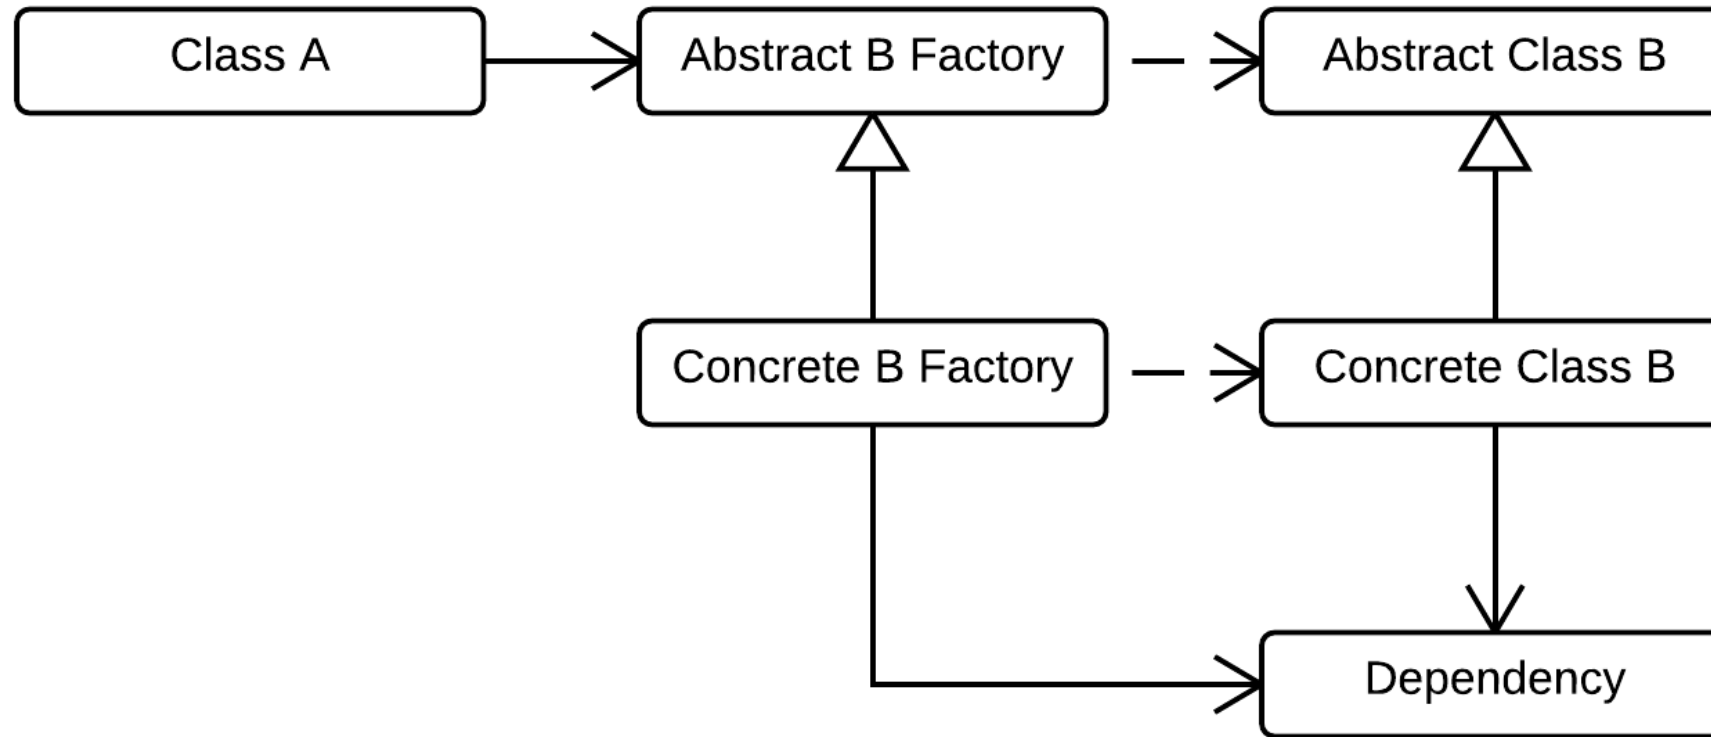 Class A
Abstract B Factory
Abstract Class B
Concrete B Factory
Concrete Class B
Dependency